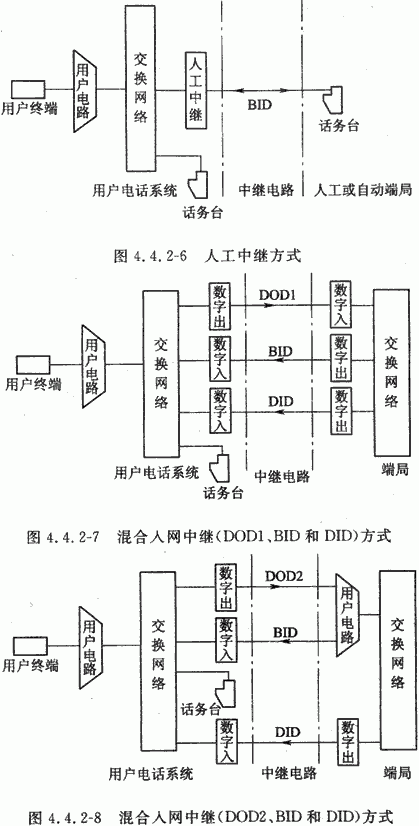 用户终端
用户电路
交换网络
人工中继
BID
话务台
用户电话系统
中继电路
人工或自动端局
话务台
图 4.4.2-6 人工中继方式
用户终端
用户电路
交换网络
数字出
DOD1
数字入
数字入
BID
数字出
数字入
DID
数字出
交换网络
用户电话系统
话务台
中继电路
端局
图 4.4.2-7 混合入网中继(DOD1、BID 和 DID)方式
用户终端
用户电路
交换网络
数字出
DOD2
用户电路
数字入
BID
交换网络
话务台
数字入
DID
数字出
用户电话系统
中继电路
端局
图 4.4.2-8 混合入网中继(DOD2、BID 和 DID)方式